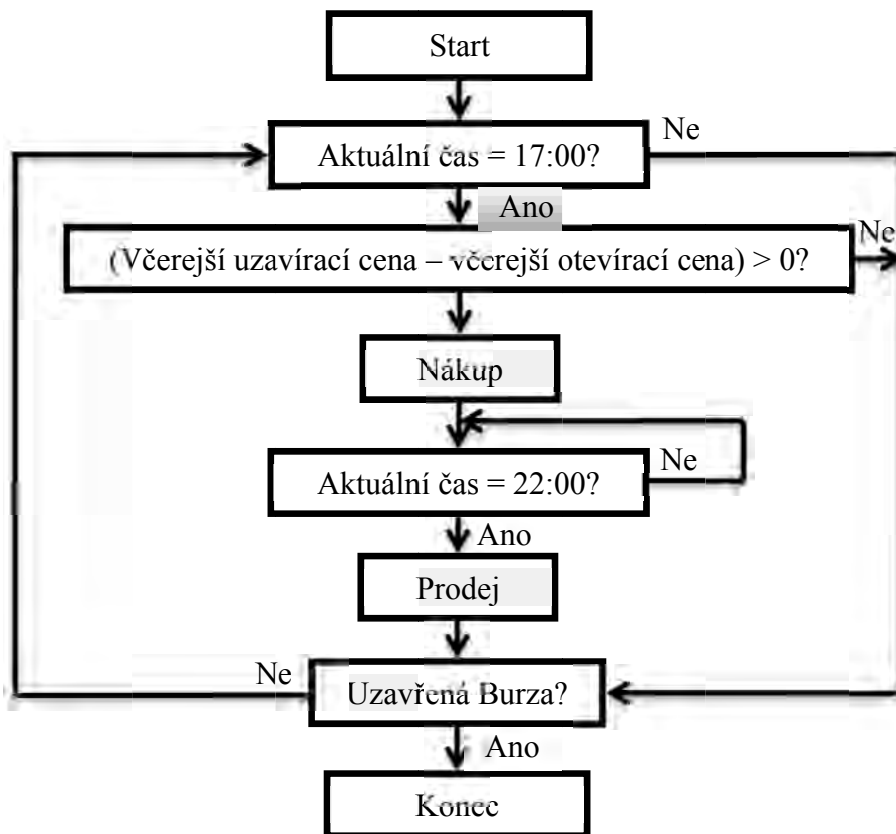 Start
Aktuální čas = 17:00?
Ne
Ano
(Včerejší uzavírací cena – včerejší otevírací cena) > 0?
Ne
Nákup
Aktuální čas = 22:00?
Ne
Ano
Prodej
Ne
Uzavřená Burza?
Ano
Konec